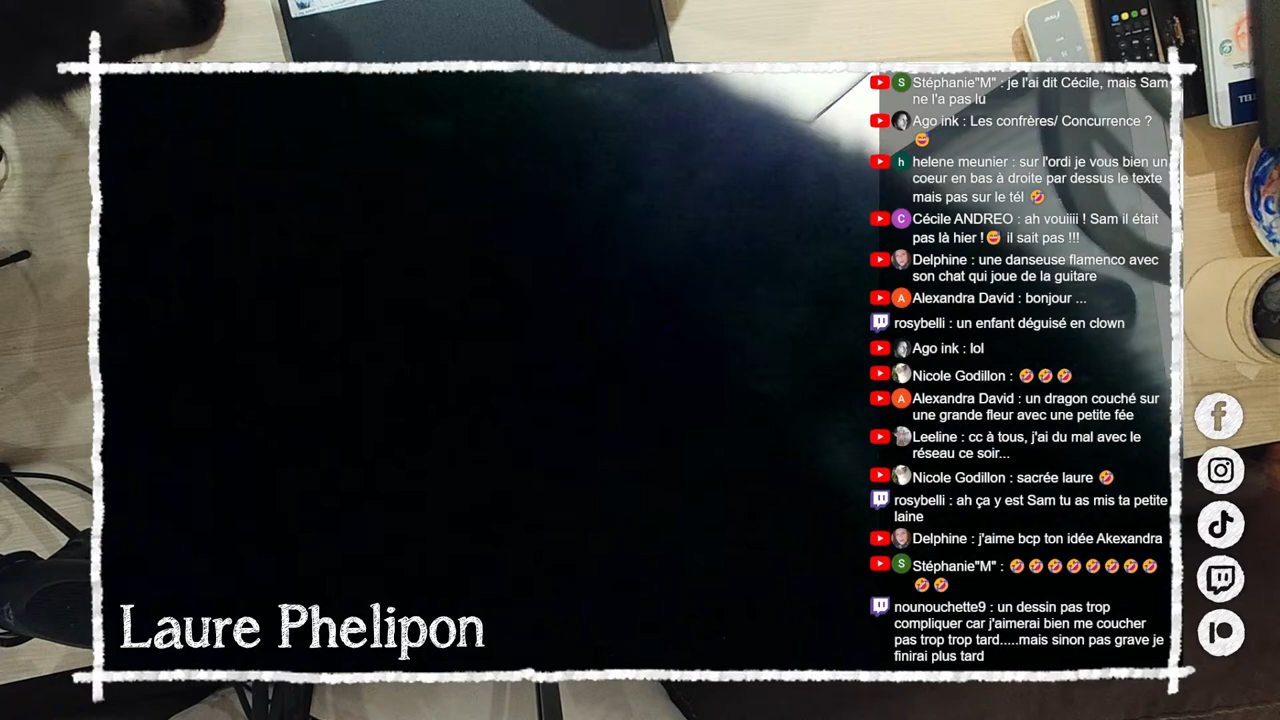 Stéphanie"M" : je l'ai dit Cécile, mais Sam
ne l'a pas lu
Ago ink : Les confrères/ Concurrence ?
😅
helene meunier : sur l'ordi je vous bien un
coeur en bas à droite par dessus le texte
mais pas sur le tél 🤣
Cécile ANDREO : ah vouiiii ! Sam il était
pas là hier !😅 il sait pas !!!
Delphine : une danseuse flamenco avec
son chat qui joue de la guitare
Alexandra David : bonjour ...
rosybelli : un enfant déguisé en clown
Ago ink : lol
Nicole Godillon : 🤣 🤣 🤣
Alexandra David : un dragon couché sur
une grande fleur avec une petite fée
Leeline : cc à tous, j'ai du mal avec le
réseau ce soir...
Nicole Godillon : sacrée laure 🤣
rosybelli : ah ça y est Sam tu as mis ta petite
laine
Delphine : j'aime bcp ton idée Akexandra
Stéphanie"M" : 🤣 🤣 🤣 🤣 🤣 🤣 🤣 🤣
🤣 🤣
nounouchette9 : un dessin pas trop
compliquer car j'aimerai bien me coucher
pas trop trop tard.....mais sinon pas grave je
finirai plus tard
Laure Phelipon